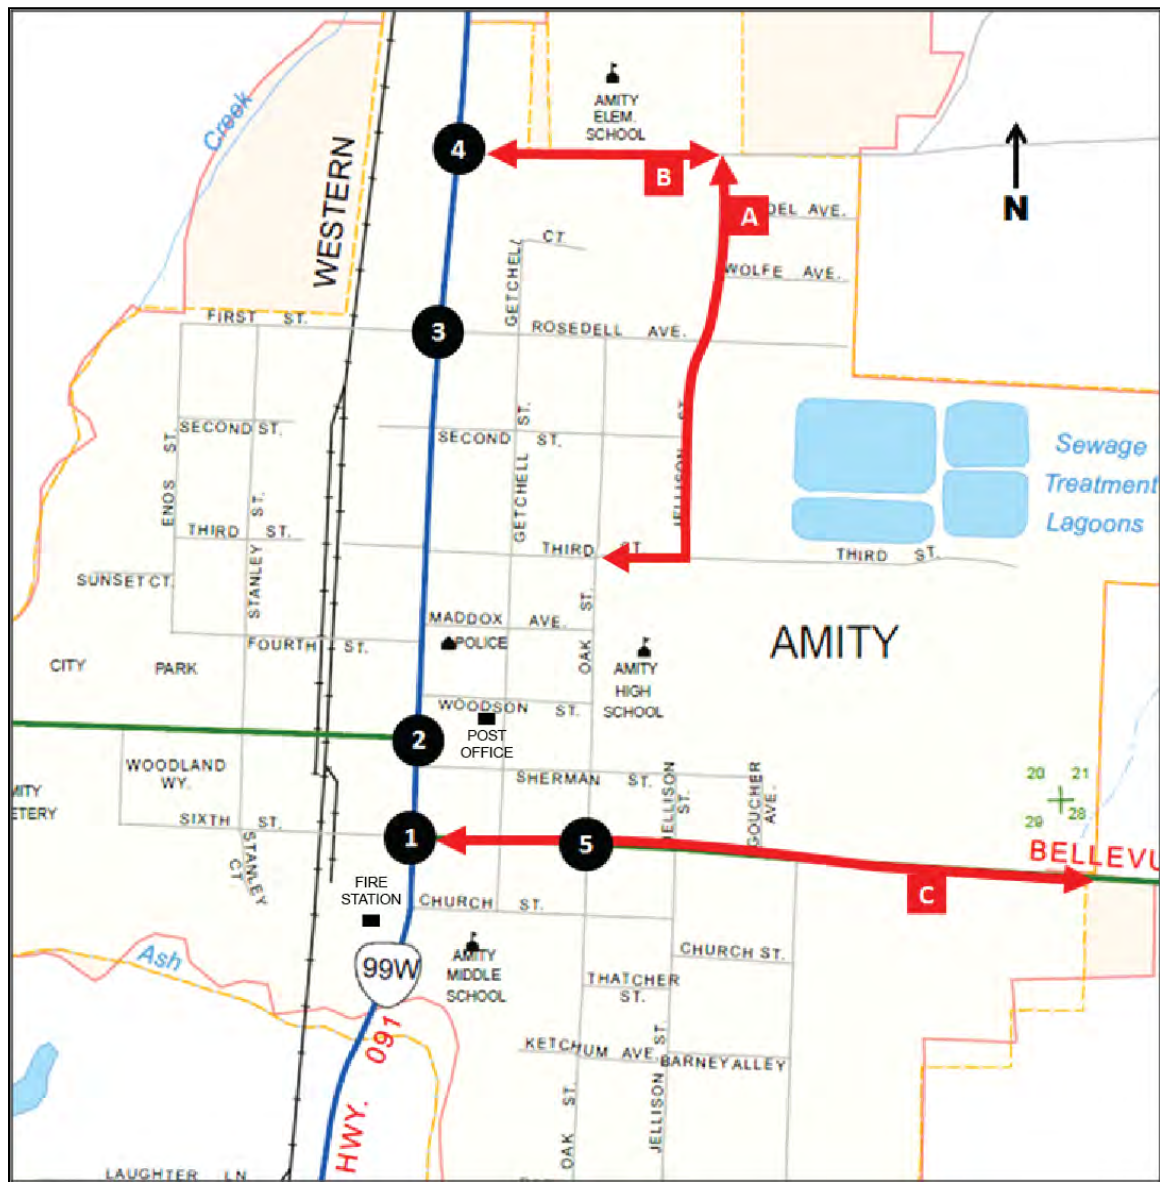 Creek
WESTERN
AMITY
ELEM.
SCHOOL
4
B
A
DEL AVE.
N
CT
WOLFE AVE.
GETCHELL
FIRST ST.
3
ROSEDELL AVE.
SECOND ST.
SECOND ST.
ENOS ST.
GETCHELL ST.
JELLISON ST.
Sewage
Treatment
Lagoons
THIRD ST.
THIRD ST.
THIRD ST.
SUNSET CT.
STANLEY ST.
MADDOX AVE.
OAK ST.
FOURTH ST.
POLICE
CITY PARK
AMITY
AMITY
HIGH
SCHOOL
WOODSON ST.
POST
OFFICE
2
WOODLAND
WY.
SHERMAN ST.
JELLISON
ST.
GOUCHER
AVE.
20 21
29 28
MITY
ETERY
SIXTH ST.
1
5
BELLEVU
C
STANLEY
CT.
FIRE
STATION
CHURCH ST.
99W
AMITY
MIDDLE
SCHOOL
CHURCH ST.
Ash
THATCHER
ST.
091
KETCHUM AVE.
BARNEY ALLEY
HWY.
OAK ST.
JELLISON ST.
LAUGHTER LN